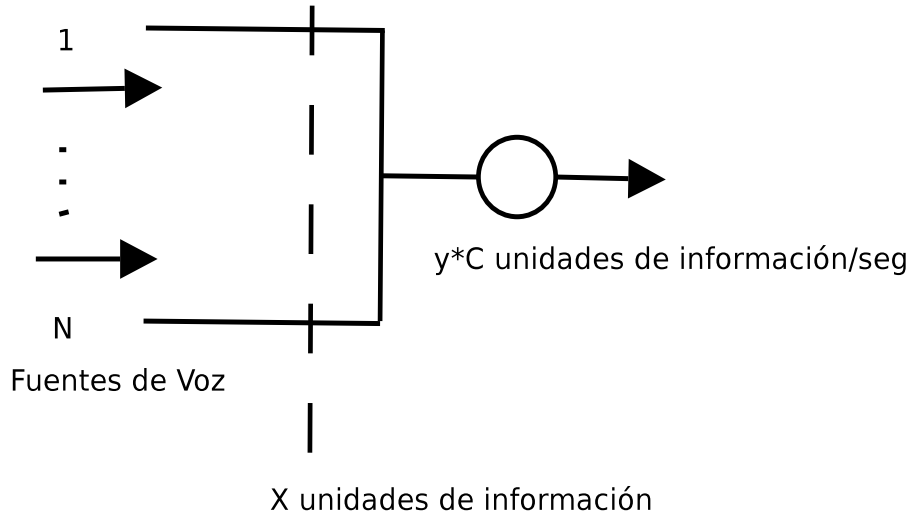 1
N
Fuentes de Voz
y*C unidades de información/seg
X unidades de información